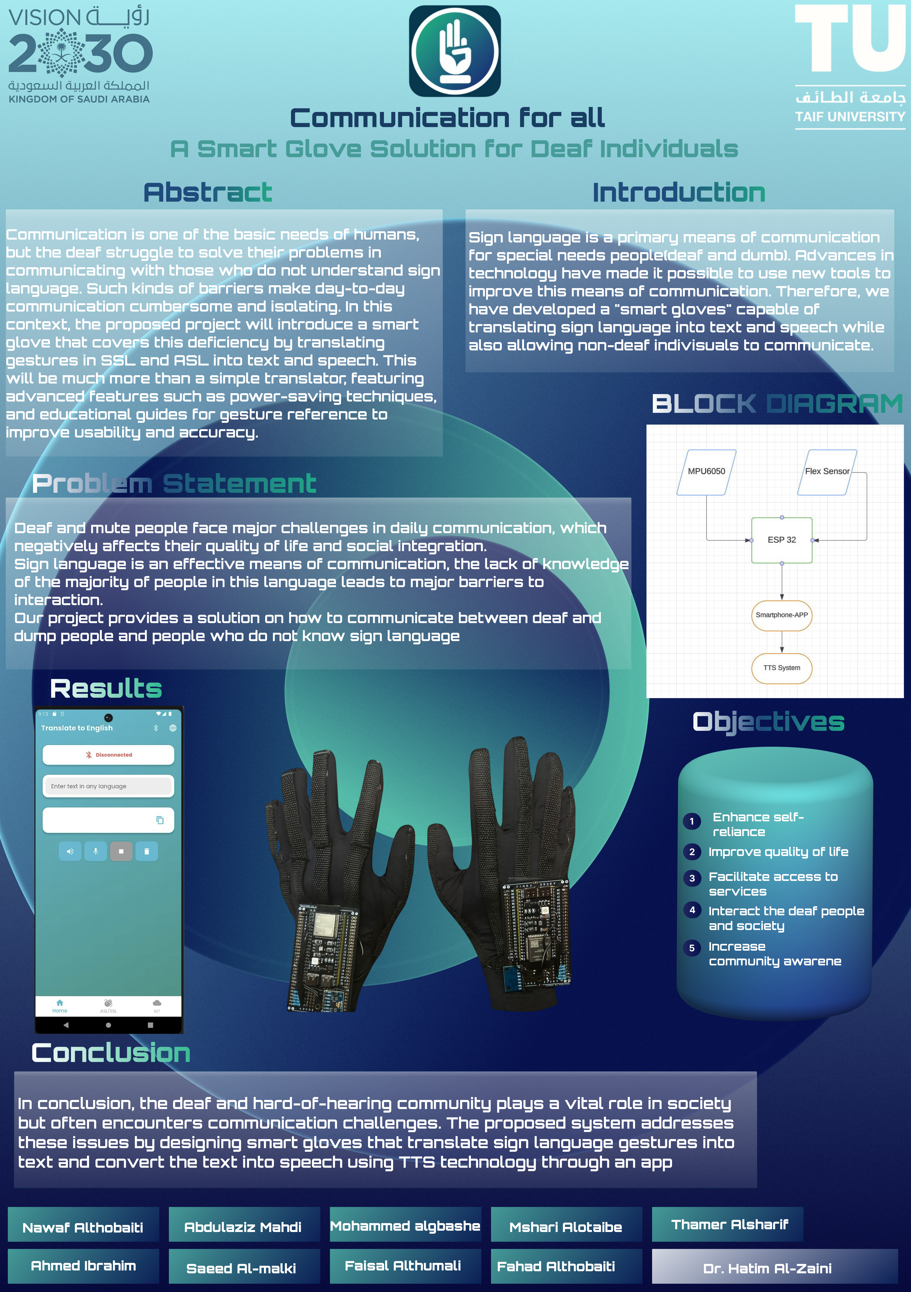 VISION رؤية
2030
المملكة العربية السعودية
KINGDOM OF SAUDI ARABIA
TU
جامعة الطائف
TAIF UNIVERSITY
Communication for all
A Smart Glove Solution for Deaf Individuals
Abstract
Communication is one of the basic needs of humans,
but the deaf struggle to solve their problems in
communicating with those who do not understand sign
language. Such kinds of barriers make day-to-day
communication cumbersome and isolating. In this
context, the proposed project will introduce a smart
glove that covers this deficiency by translating
gestures in SSL and ASL into text and speech. This
will be much more than a simple translator, featuring
advanced features such as power-saving techniques,
and educational guides for gesture reference to
improve usability and accuracy.
Introduction
Sign language is a primary means of communication
for special needs people(deaf and dumb). Advances in
technology have made it possible to use new tools to
improve this means of communication. Therefore, we
have developed a "smart gloves" capable of
translating sign language into text and speech while
also allowing non-deaf indivisuals to communicate.
BLOCK DIAGRAM
MPU6050
Flex Sensor
ESP 32
Smartphone-APP
TTS System
Problem Statement
Deaf and mute people face major challenges in daily communication, which
negatively affects their quality of life and social integration.
Sign language is an effective means of communication, the lack of knowledge
of the majority of people in this language leads to major barriers to
interaction.
Our project provides a solution on how to communicate between deaf and
dump people and people who do not know sign language
Results
Translate to English
Disconnected
Enter text in any language
Home
Objectives
1 Enhance self-
reliance
2 Improve quality of life
3 Facilitate access to
services
4 Interact the deaf people
and society
5 Increase
community awarene
Conclusion
In conclusion, the deaf and hard-of-hearing community plays a vital role in society
but often encounters communication challenges. The proposed system addresses
these issues by designing smart gloves that translate sign language gestures into
text and convert the text into speech using TTS technology through an app
Nawaf Althobaiti
Abdulaziz Mahdi
Mohammed algbashe
Mshari Alotaibe
Thamer Alsharif
Ahmed Ibrahim
Saeed Al-malki
Faisal Althumali
Fahad Althobaiti
Dr. Hatim Al-Zaini